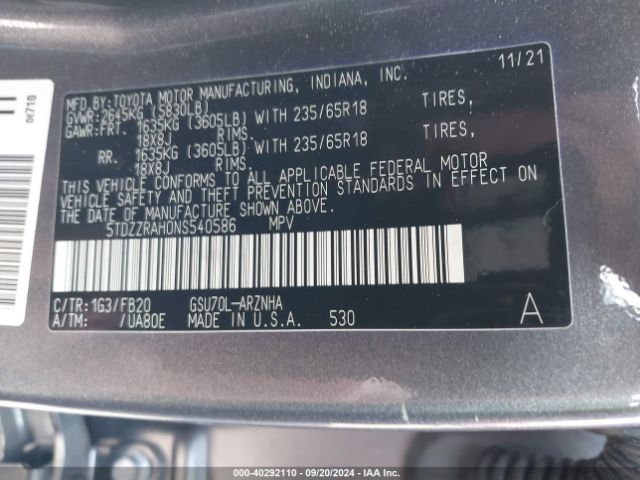 11/21
MFD.BY:TOYOTA MOTOR MANUFACTURING, INDIANA, INC.
GVWR:2645KG (5830LB)
GAWR:FRT. 1635KG (3605LB) WITH 235/65R18 TIRES,
18X8J RIMS.
RR. 1635KG (3605LB) WITH 235/65R18 TIRES,
18X8J RIMS.
THIS VEHICLE CONFORMS TO ALL APPLICABLE FEDERAL MOTOR
VEHICLE SAFETY AND THEFT PREVENTION STANDARDS IN EFFECT ON
THE DATE OF MANUFACTURE SHOWN ABOVE.
5TDZZRAH0NS540586 MPV
C/TR:1G3/FB20 GSU70L-ARZNHA
A/TM: /UA80E MADE IN U.S.A. 530 A
000-40292110 - 09/20/2024 - IAA Inc.